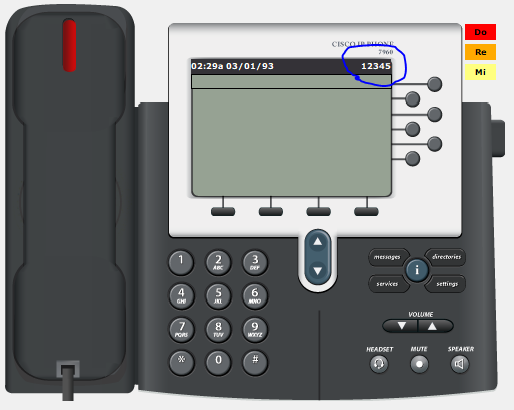 Do
Re
Mi
CISCO IP PHONE
7960
02:29a 03/01/93 12345
messages
directories
i
services
settings
1
2
ABC
3
DEF
4
GHI
5
JKL
6
MNO
7
PQRS
8
TUV
9
WXYZ
*
0
#
VOLUME
HEADSET
MUTE
SPEAKER